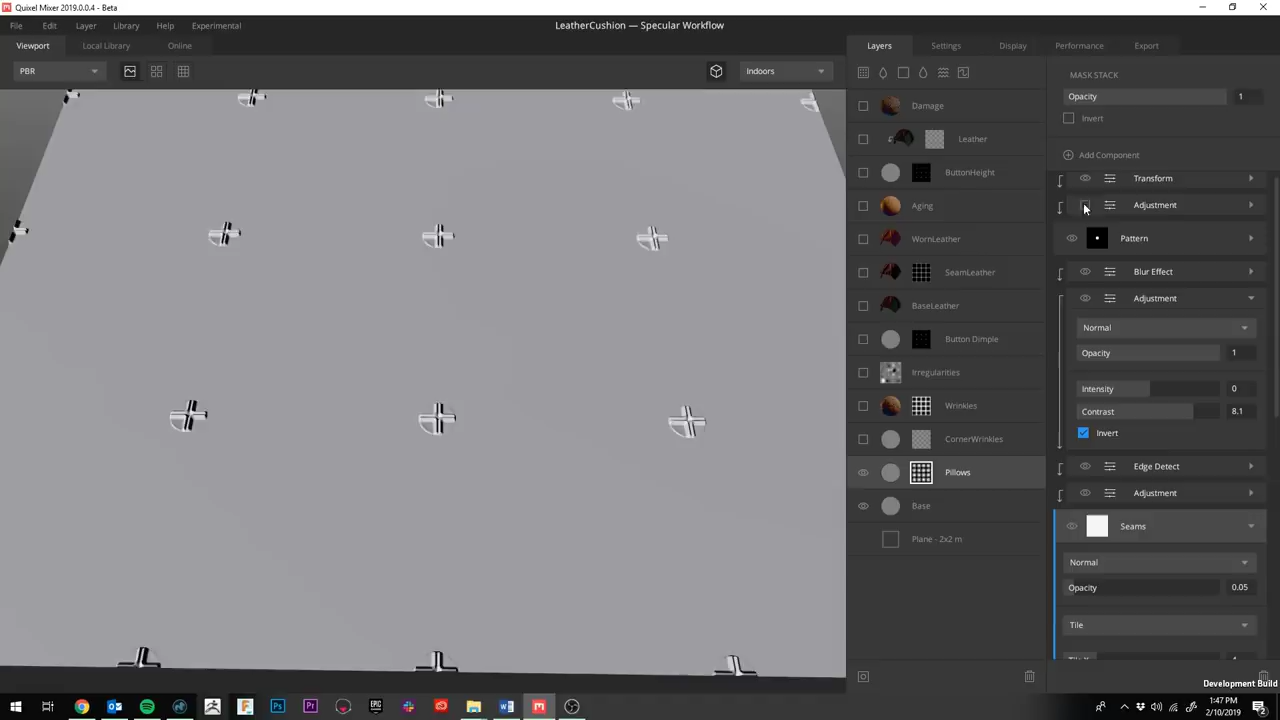 Quixel Mixer 2019.0.0.4 - Beta
File Edit Layer Library Help Experimental
LeatherCushion — Specular Workflow
Viewport Local Library Online
Layers Settings Display Performance Export
PBR
Indoors
MASK STACK
Opacity 1
Invert
Add Component
Transform
Adjustment
Pattern
Blur Effect
Adjustment
Normal
Opacity 1
Intensity 0
Contrast 8.1
Invert
Edge Detect
Adjustment
Seams
Normal
Opacity 0.05
Tile
Damage
Leather
ButtonHeight
Aging
WornLeather
SeamLeather
BaseLeather
Button Dimple
Irregularities
Wrinkles
CornerWrinkles
Pillows
Base
Plane - 2x2 m
Development Build
1:47 PM
2/10/2019